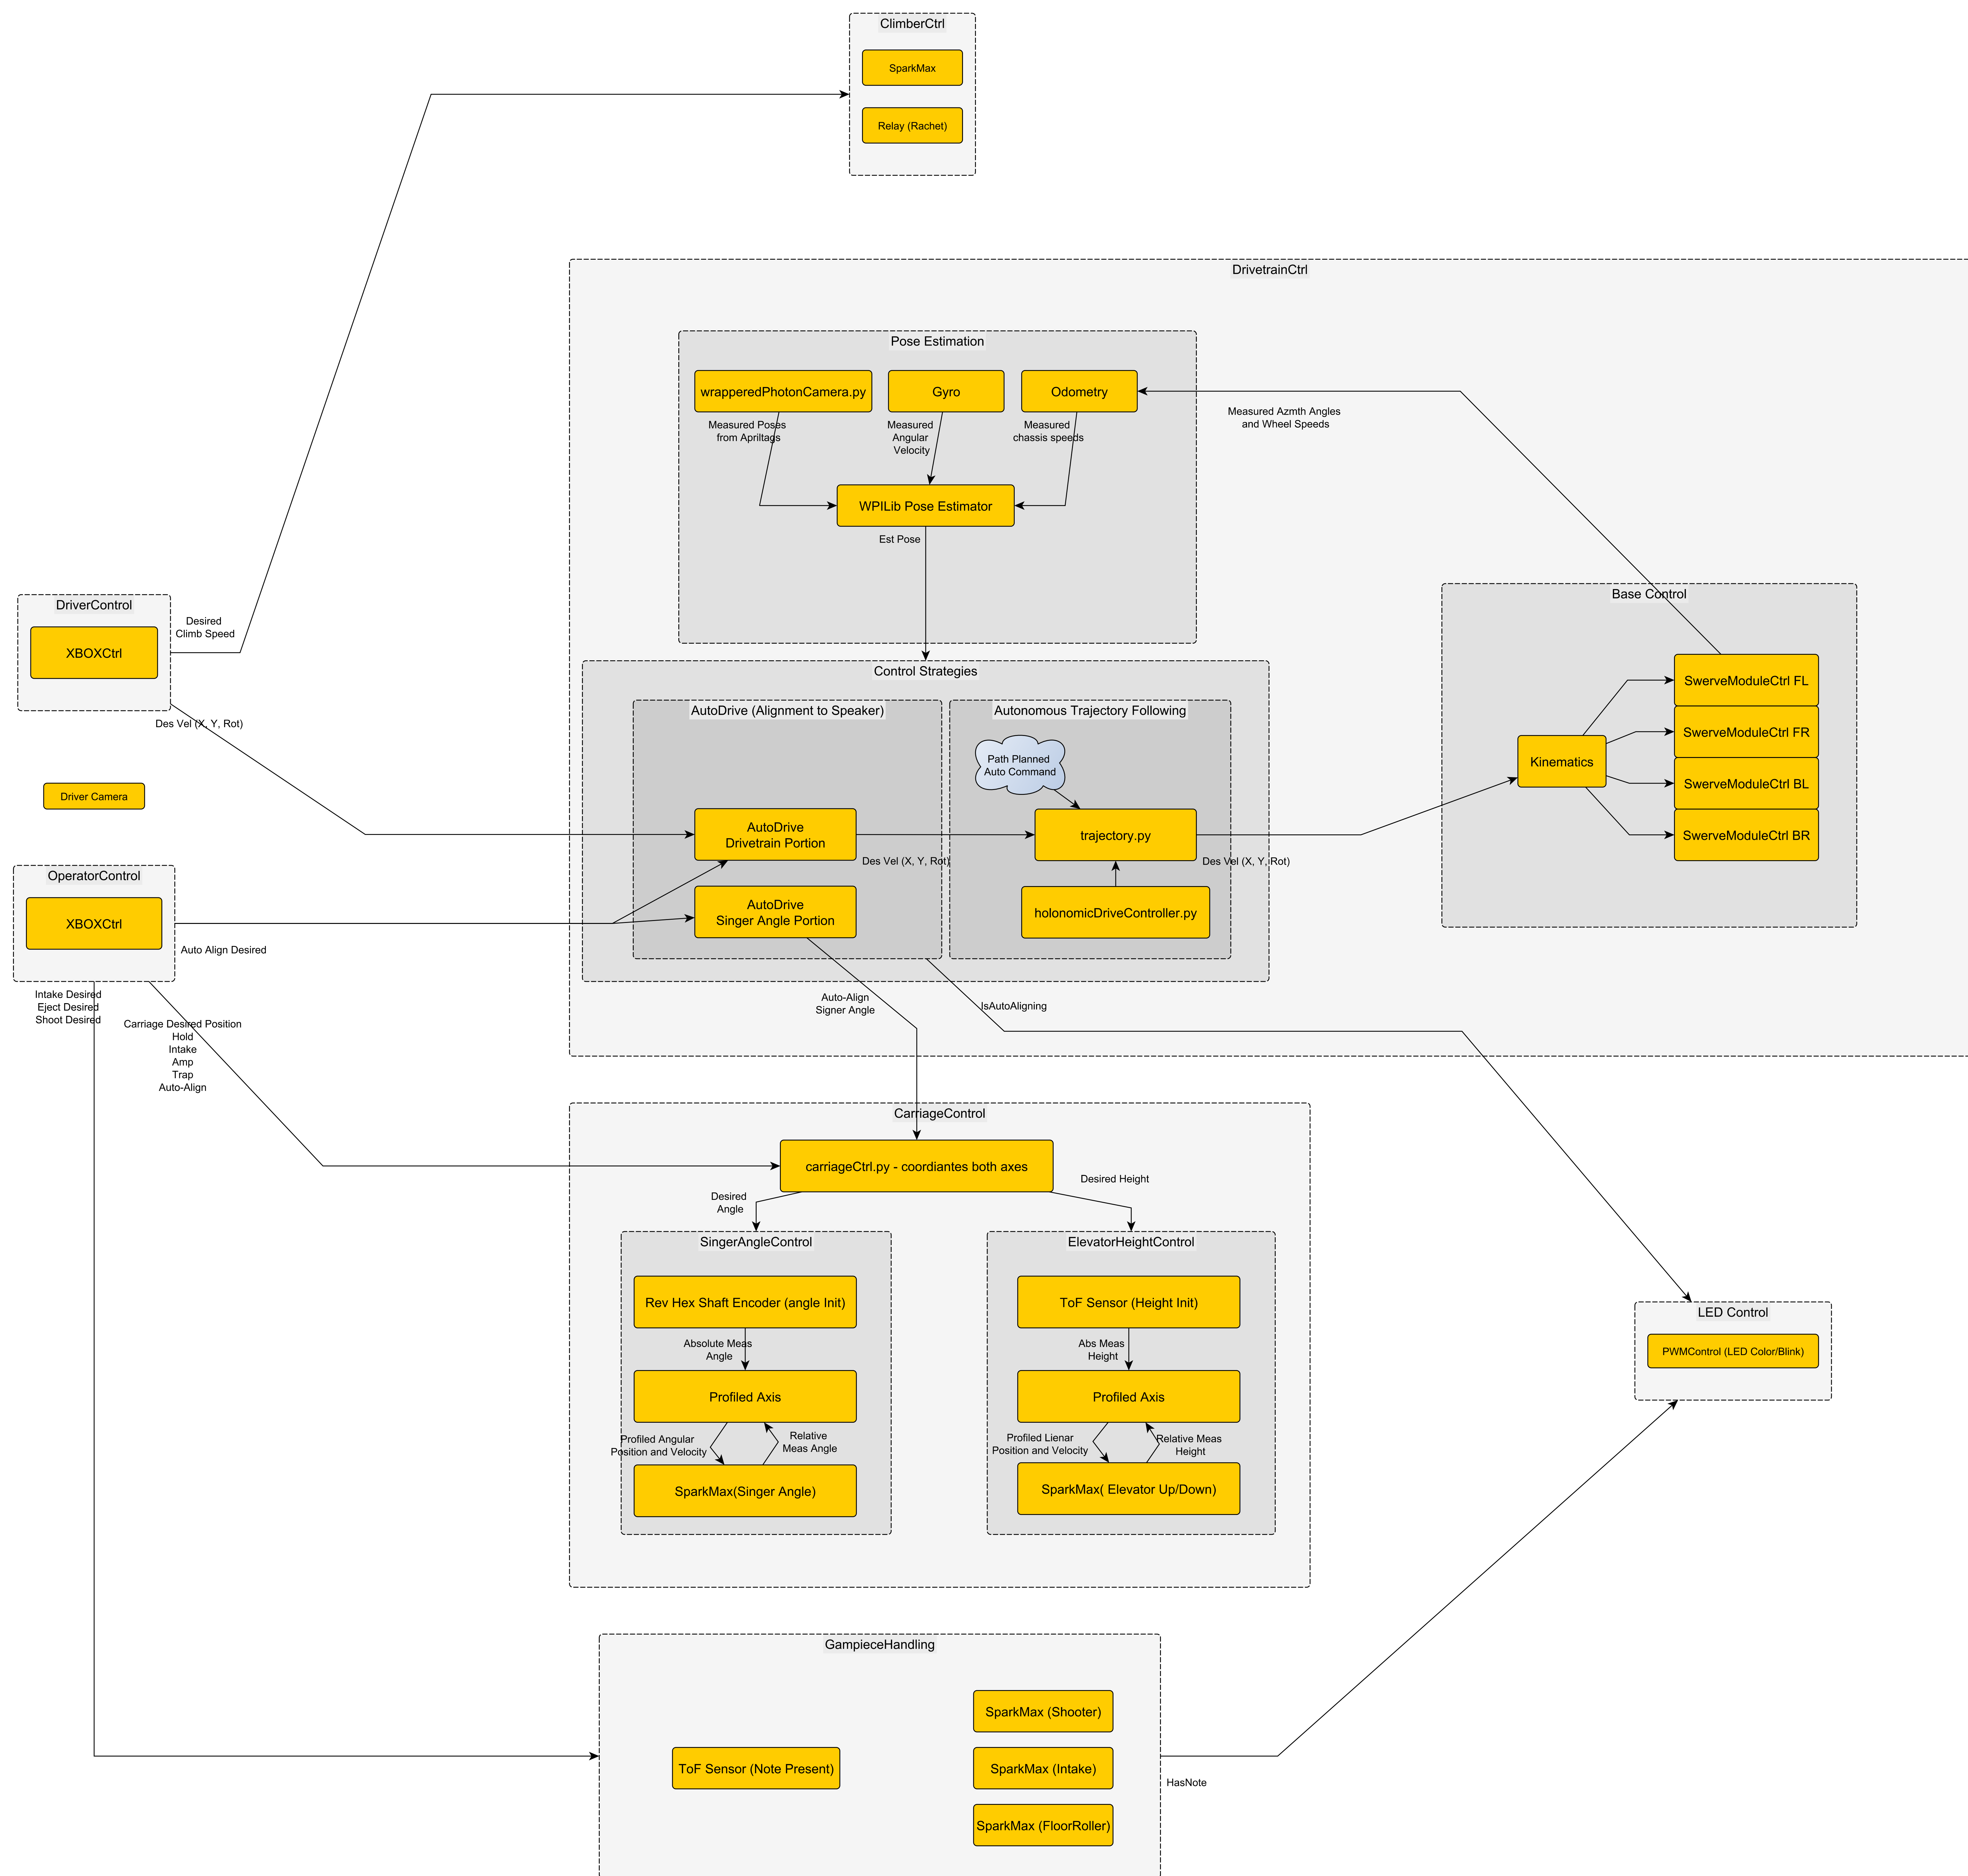 ClimberCtrl
SparkMax
Relay (Rachet)
DrivetrainCtrl
Pose Estimation
wrapperedPhotonCamera.py
Gyro
Odometry
Measured Poses
from Apriltags
Measured
Angular
Velocity
Measured
chassis speeds
Measured Azmth Angles
and Wheel Speeds
WPILib Pose Estimator
Est Pose
DriverControl
XBOXCtrl
Desired
Climb Speed
Des Vel (X, Y, Rot)
Driver Camera
OperatorControl
XBOXCtrl
Auto Align Desired
Intake Desired
Eject Desired
Shoot Desired
Carriage Desired Position
Hold
Intake
Amp
Trap
Auto-Align
Control Strategies
AutoDrive (Alignment to Speaker)
AutoDrive
Drivetrain Portion
Des Vel (X, Y, Rot)
AutoDrive
Singer Angle Portion
Autonomous Trajectory Following
Path Planned
Auto Command
trajectory.py
Des Vel (X, Y, Rot)
holonomicDriveController.py
Base Control
Kinematics
SwerveModuleCtrl FL
SwerveModuleCtrl FR
SwerveModuleCtrl BL
SwerveModuleCtrl BR
Auto-Align
Signer Angle
IsAutoAligning
CarriageControl
carriageCtrl.py - coordiantes both axes
Desired
Angle
Desired Height
SingerAngleControl
Rev Hex Shaft Encoder (angle Init)
Absolute Meas
Angle
Profiled Axis
Profiled Angular
Position and Velocity
Relative
Meas Angle
SparkMax(Singer Angle)
ElevatorHeightControl
ToF Sensor (Height Init)
Abs Meas
Height
Profiled Axis
Profiled Lienar
Position and Velocity
Relative Meas
Height
SparkMax( Elevator Up/Down)
LED Control
PWMControl (LED Color/Blink)
GampieceHandling
SparkMax (Shooter)
ToF Sensor (Note Present)
SparkMax (Intake)
SparkMax (FloorRoller)
HasNote